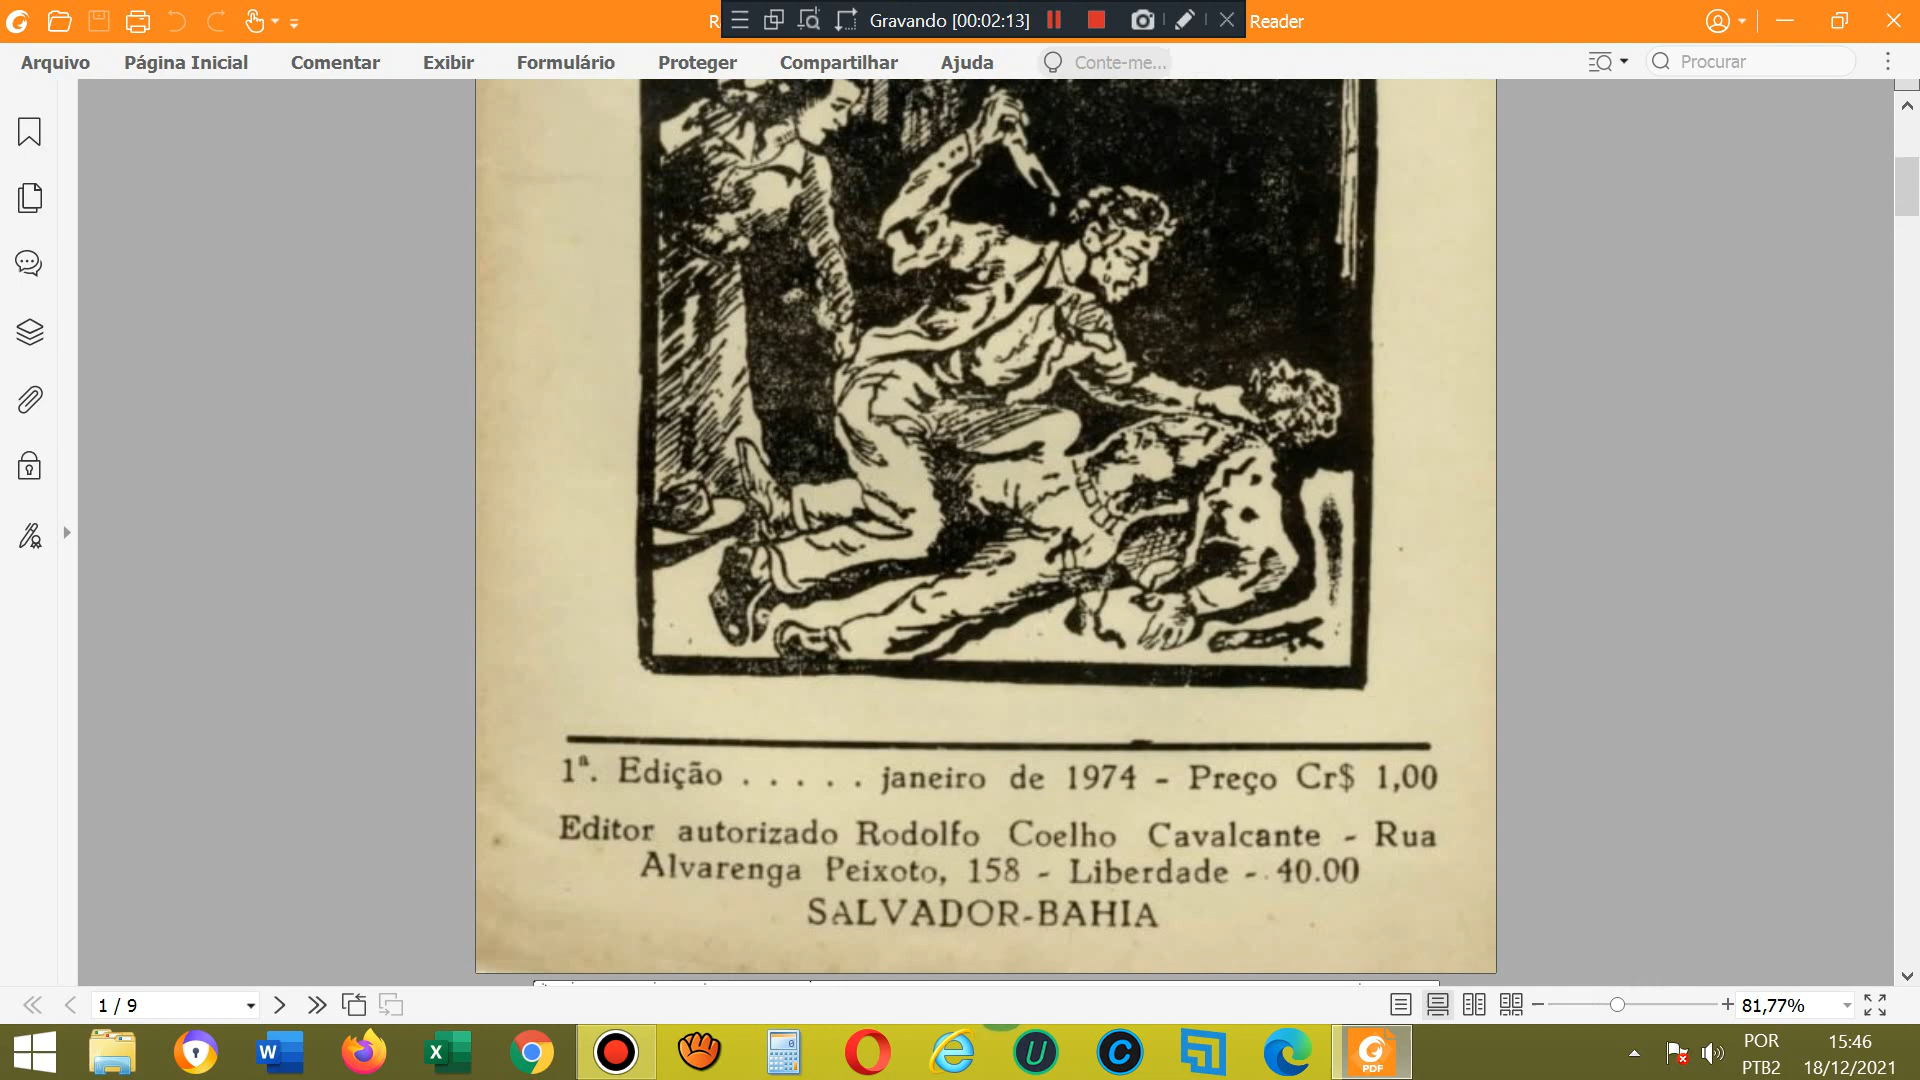 R
Gravando [00:02:13]
Reader
Arquivo
Página Inicial
Comentar
Exibir
Formulário
Proteger
Compartilhar
Ajuda
Conte-me...
Procurar
1ª. Edição . . . . . janeiro de 1974 - Preço Cr$ 1,00
Editor autorizado Rodolfo Coelho Cavalcante - Rua
Alvarenga Peixoto, 158 - Liberdade - 40.00
SALVADOR-BAHIA
1 / 9
81,77%
POR
PTB2
15:46
18/12/2021
PDF